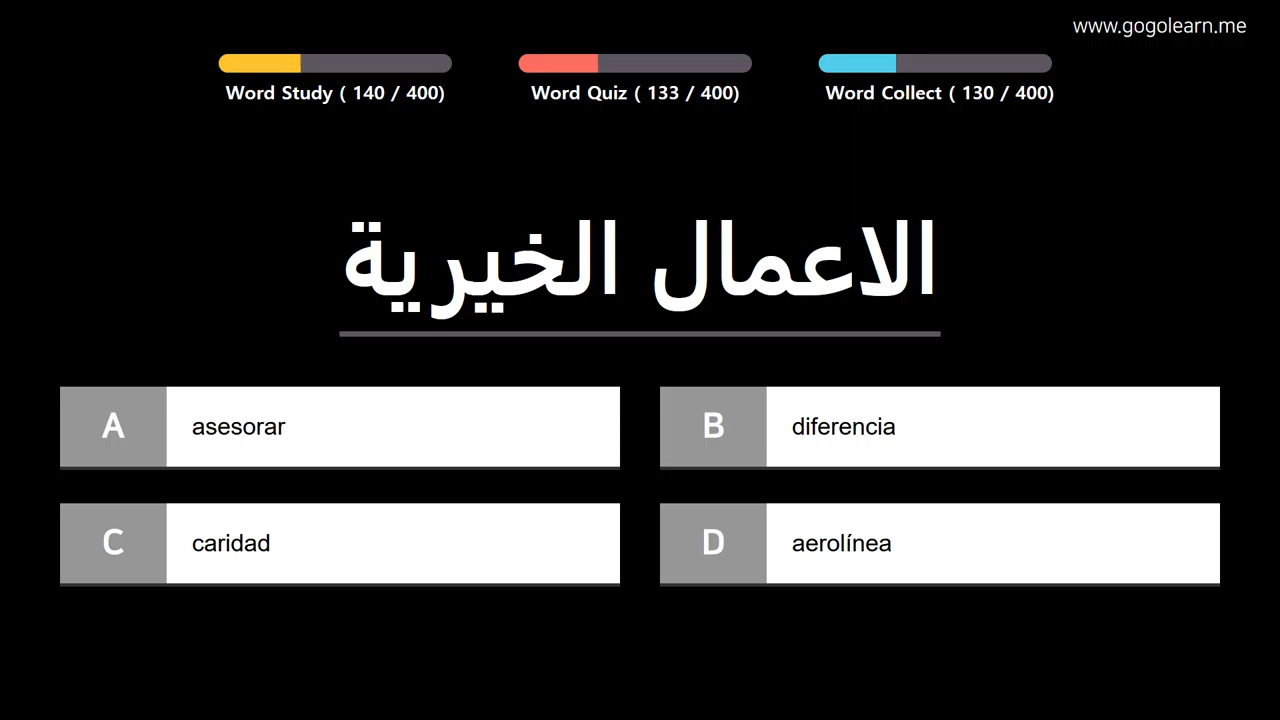 www.gogolearn.me
Word Study ( 140 / 400)
Word Quiz ( 133 / 400)
Word Collect ( 130 / 400)
الاعمال الخيرية
A asesorar
B diferencia
C caridad
D aerolínea